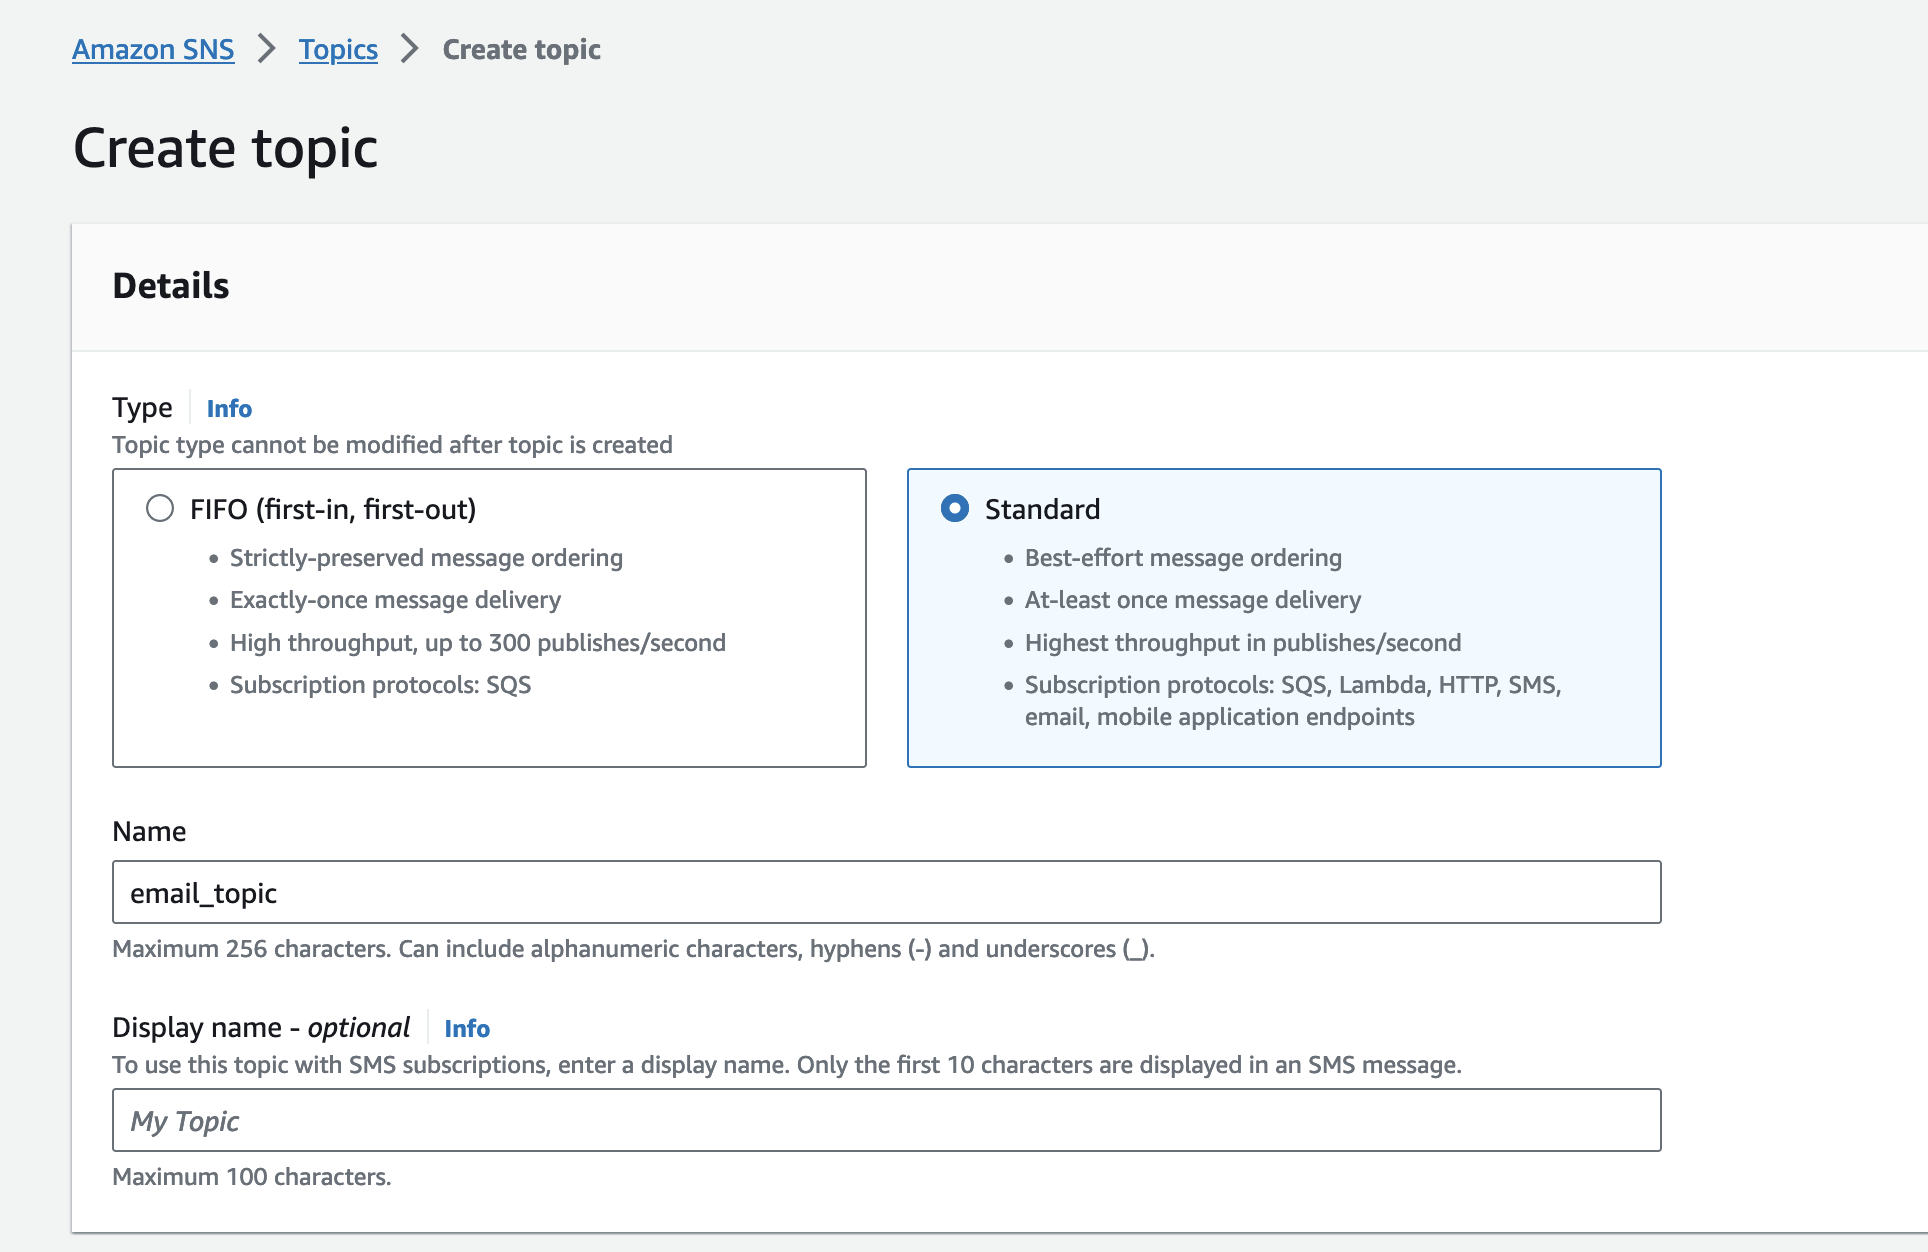 Amazon SNS > Topics > Create topic
Create topic
Details
Type Info
Topic type cannot be modified after topic is created
FIFO (first-in, first-out)
• Strictly-preserved message ordering
• Exactly-once message delivery
• High throughput, up to 300 publishes/second
• Subscription protocols: SQS
Standard
• Best-effort message ordering
• At-least once message delivery
• Highest throughput in publishes/second
• Subscription protocols: SQS, Lambda, HTTP, SMS,
email, mobile application endpoints
Name
email_topic
Maximum 256 characters. Can include alphanumeric characters, hyphens (-) and underscores (_).
Display name - optional Info
To use this topic with SMS subscriptions, enter a display name. Only the first 10 characters are displayed in an SMS message.
My Topic
Maximum 100 characters.